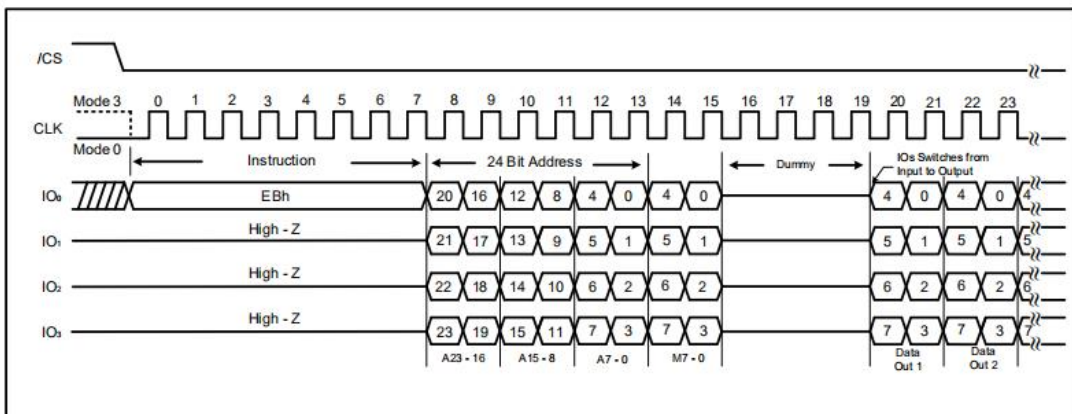 /CS
Mode 3 0 1 2 3 4 5 6 7 8 9 10 11 12 13 14 15 16 17 18 19 20 21 22 23
CLK
Mode 0
Instruction 24 Bit Address Dummy IOs Switches from
Input to Output
IO₀ EBh 20 16 12 8 4 0 4 0 4 0 4 0 4
High - Z
IO₁ 21 17 13 9 5 1 5 1 5 1 5 1 5
High - Z
IO₂ 22 18 14 10 6 2 6 2 6 2 6 2 6
High - Z
IO₃ 23 19 15 11 7 3 7 3 7 3 7 3 7
A23 - 16 A15 - 8 A7 - 0 M7 - 0 Data Data
Out 1 Out 2